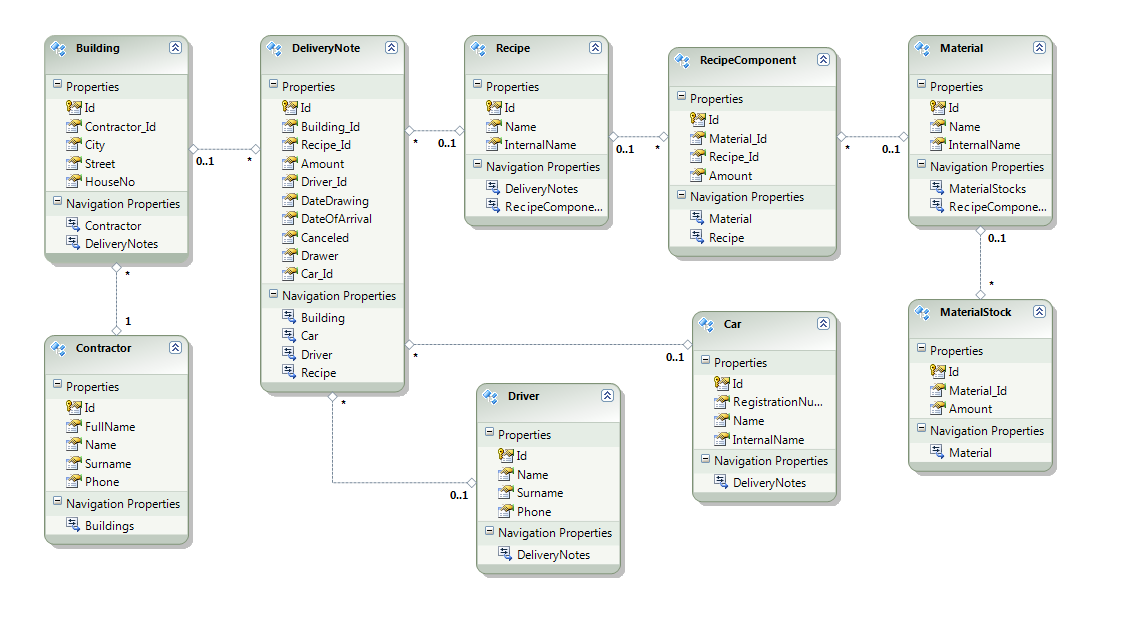 Building
Properties
Id
Contractor_Id
City
Street
HouseNo
Navigation Properties
Contractor
DeliveryNotes
0..1
*
*
1
Contractor
Properties
Id
FullName
Name
Surname
Phone
Navigation Properties
Buildings
DeliveryNote
Properties
Id
Building_Id
Recipe_Id
Amount
Driver_Id
DateDrawing
DateOfArrival
Canceled
Drawer
Car_Id
Navigation Properties
Building
Car
Driver
Recipe
*
0..1
*
0..1
*
0..1
Recipe
Properties
Id
Name
InternalName
Navigation Properties
DeliveryNotes
RecipeCompone...
0..1
*
Driver
Properties
Id
Name
Surname
Phone
Navigation Properties
DeliveryNotes
RecipeComponent
Properties
Id
Material_Id
Recipe_Id
Amount
Navigation Properties
Material
Recipe
*
0..1
Car
Properties
Id
RegistrationNu...
Name
InternalName
Navigation Properties
DeliveryNotes
Material
Properties
Id
Name
InternalName
Navigation Properties
MaterialStocks
RecipeCompone...
0..1
*
MaterialStock
Properties
Id
Material_Id
Amount
Navigation Properties
Material